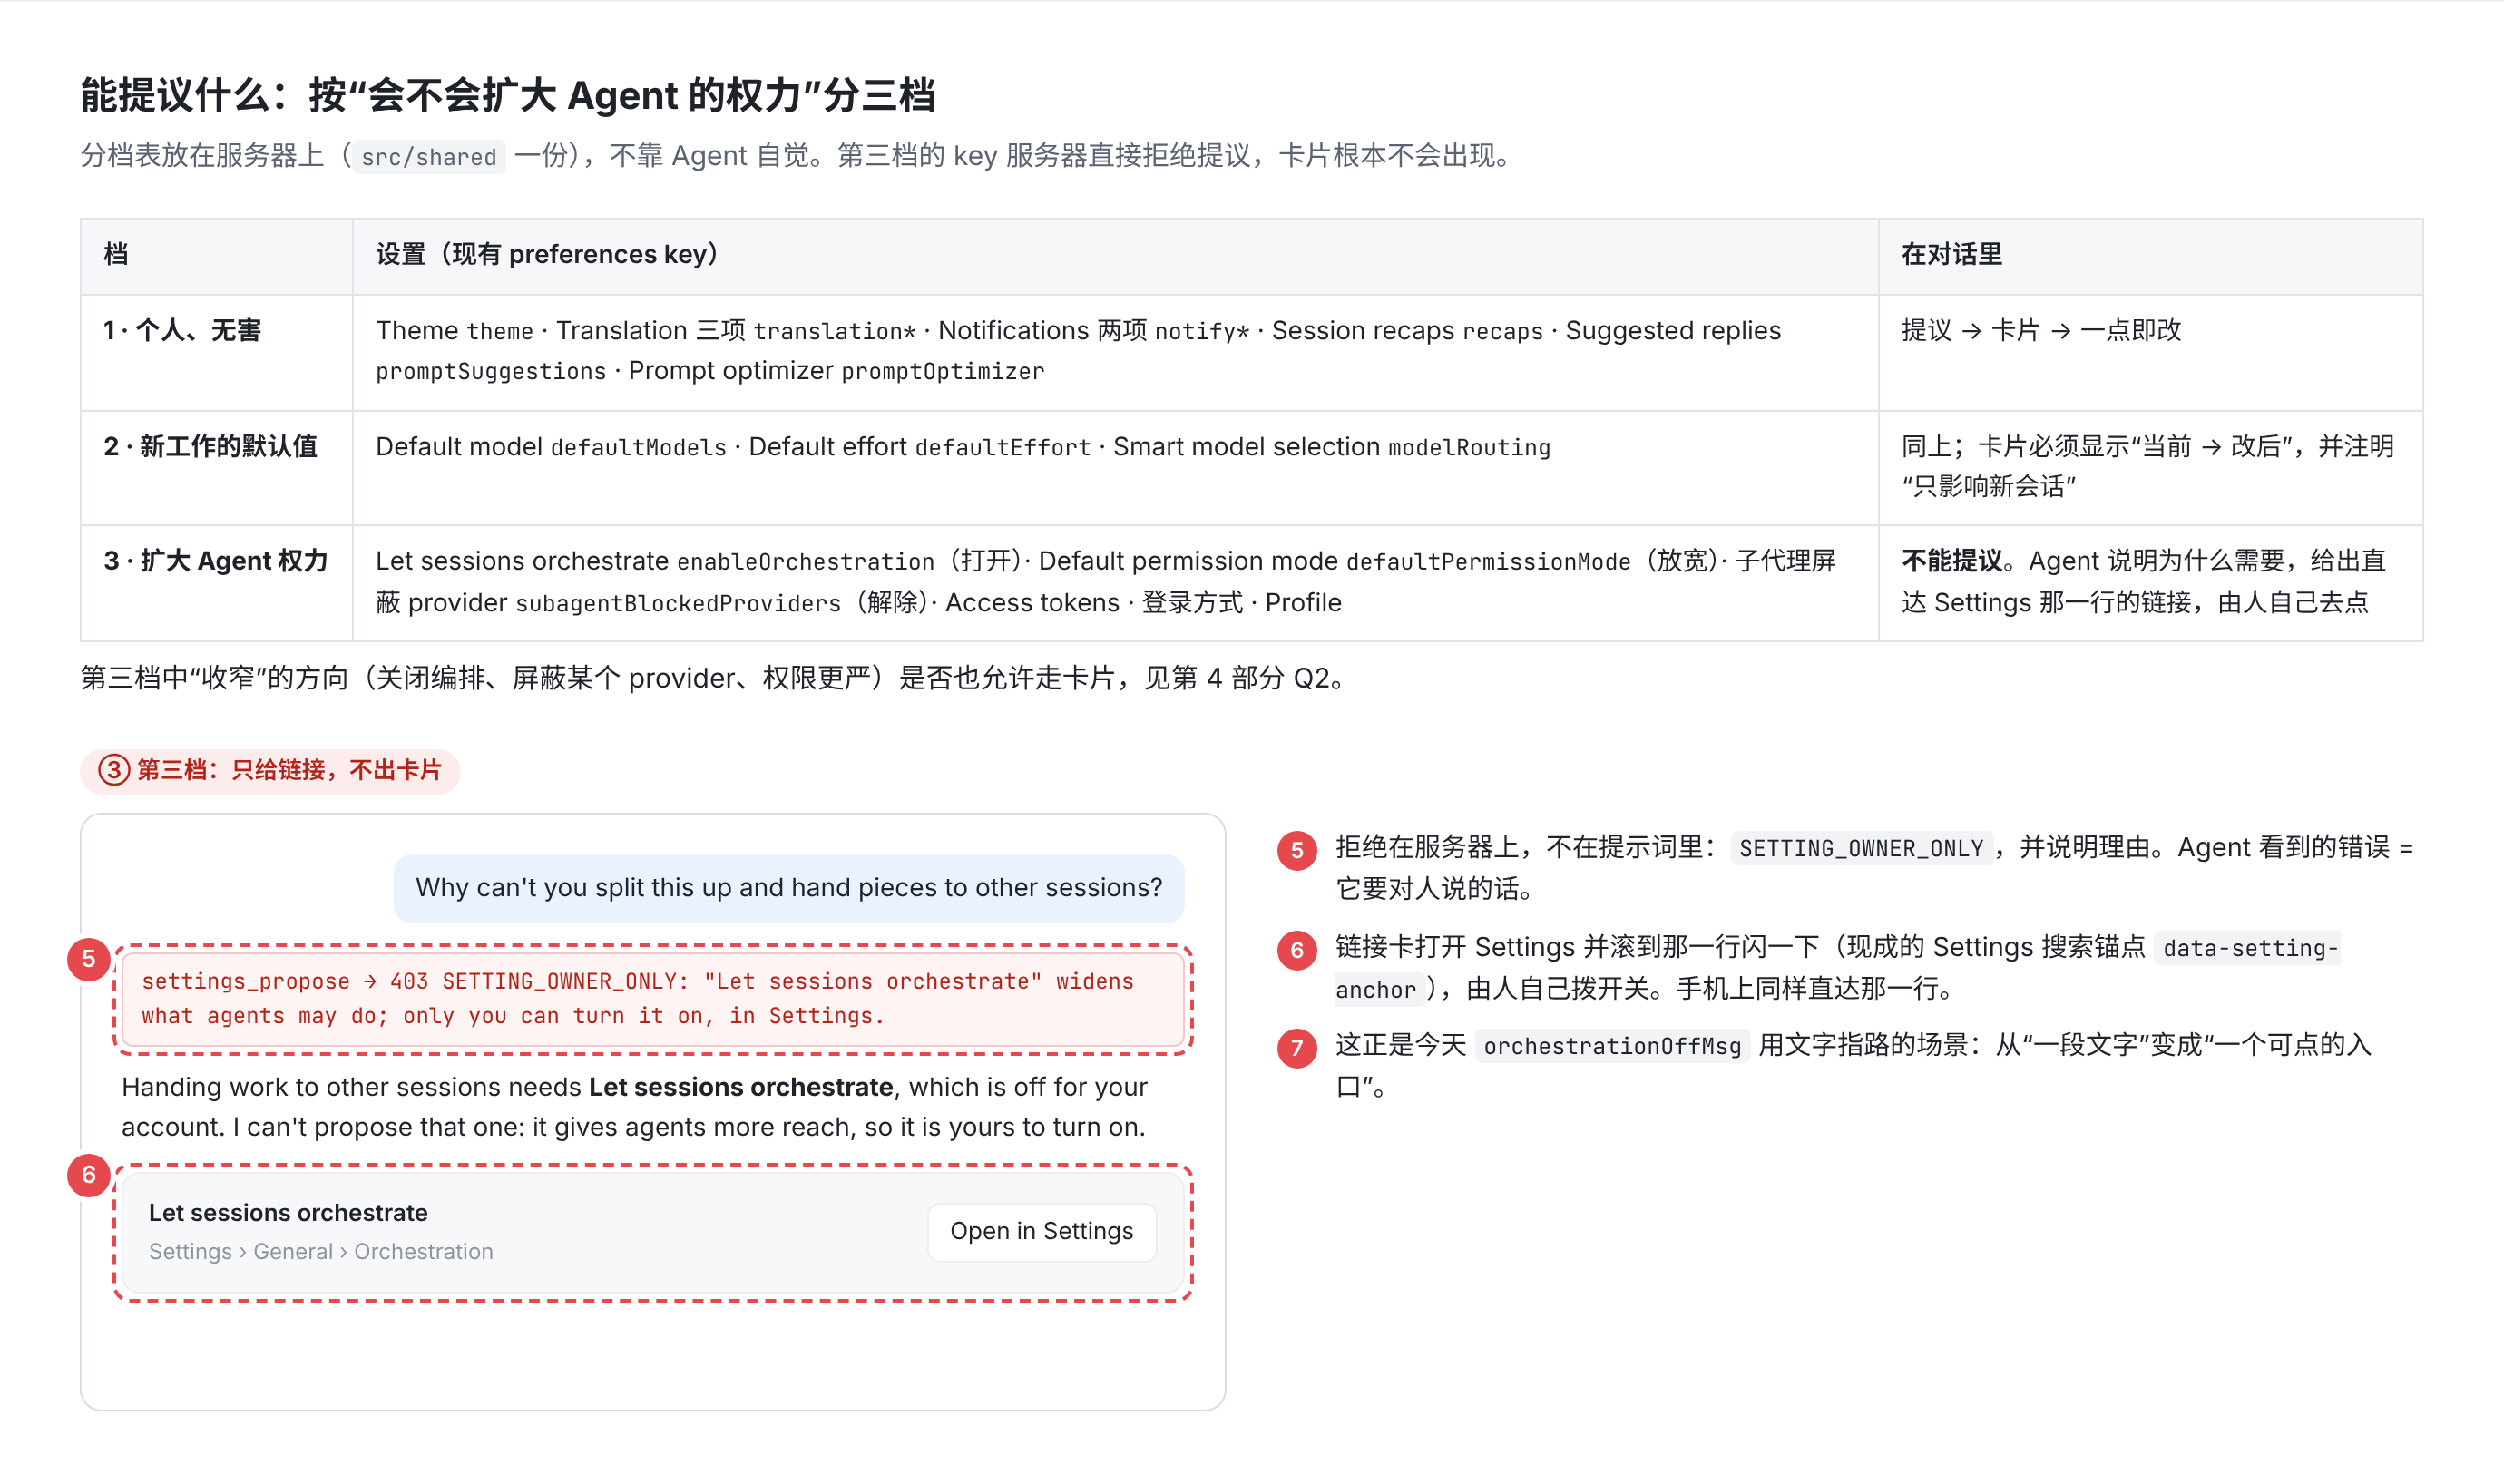 能提议什么：按“会不会扩大 Agent 的权力”分三档
分档表放在服务器上（src/shared 一份），不靠 Agent 自觉。第三档的 key 服务器直接拒绝提议，卡片根本不会出现。
档
设置（现有 preferences key）
在对话里
1 · 个人、无害
Theme theme · Translation 三项 translation* · Notifications 两项 notify* · Session recaps recaps · Suggested replies
promptSuggestions · Prompt optimizer promptOptimizer
提议 → 卡片 → 一点即改
2 · 新工作的默认值
Default model defaultModels · Default effort defaultEffort · Smart model selection modelRouting
同上；卡片必须显示“当前 → 改后”，并注明
“只影响新会话”
3 · 扩大 Agent 权力
Let sessions orchestrate enableOrchestration（打开）· Default permission mode defaultPermissionMode（放宽）· 子代理屏
蔽 provider subagentBlockedProviders（解除）· Access tokens · 登录方式 · Profile
不能提议。Agent 说明为什么需要，给出直
达 Settings 那一行的链接，由人自己去点
第三档中“收窄”的方向（关闭编排、屏蔽某个 provider、权限更严）是否也允许走卡片，见第 4 部分 Q2。
③ 第三档：只给链接，不出卡片
Why can't you split this up and hand pieces to other sessions?
5
settings_propose → 403 SETTING_OWNER_ONLY: "Let sessions orchestrate" widens
what agents may do; only you can turn it on, in Settings.
Handing work to other sessions needs Let sessions orchestrate, which is off for your
account. I can't propose that one: it gives agents more reach, so it is yours to turn on.
6
Let sessions orchestrate
Settings › General › Orchestration
Open in Settings
5 拒绝在服务器上，不在提示词里：SETTING_OWNER_ONLY，并说明理由。Agent 看到的错误 =
它要对人说的话。
6 链接卡打开 Settings 并滚到那一行闪一下（现成的 Settings 搜索锚点 data-setting-
anchor），由人自己拨开关。手机上同样直达那一行。
7 这正是今天 orchestrationOffMsg 用文字指路的场景：从“一段文字”变成“一个可点的入
口”。